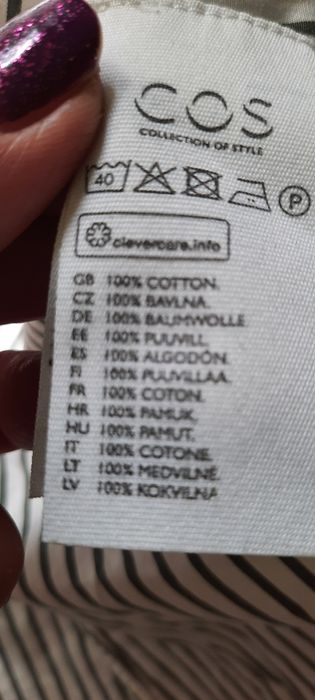 COS
COLLECTION OF STYLE
40 P
clevercare.info
GB 100% COTTON.
CZ 100% BAVLNA.
DE 100% BAUMWOLLE
EE 100% PUUVILL.
ES 100% ALGODÓN.
FI 100% PUUVILLAA.
FR 100% COTON.
HR 100% PAMUK.
HU 100% PAMUT.
IT 100% COTONE.
LT 100% MEDVILNĖ.
LV 100% KOKVILNA